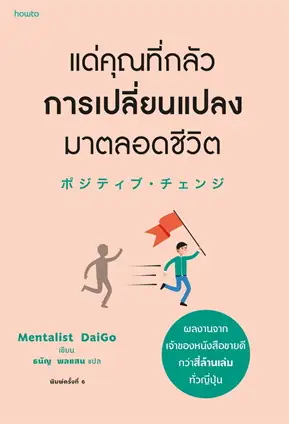 howto
แด่คุณที่กลัว
การเปลี่ยนแปลง
มาตลอดชีวิต
ポジティブ・チェンジ
Mentalist DaiGo
เขียน
ธนัญ พลแสน แปล
พิมพ์ครั้งที่ 6
ผลงานจาก
เจ้าของหนังสือขายดี
กว่าสี่ล้านเล่ม
ทั่วญี่ปุ่น